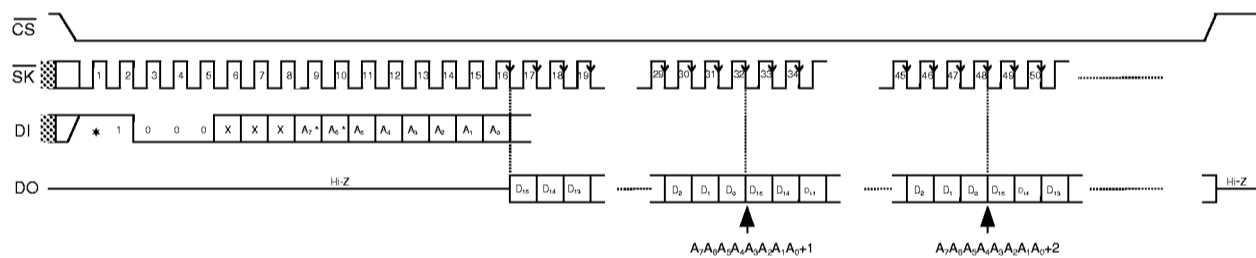 CS
SK 1 2 3 4 5 6 7 8 9 10 11 12 13 14 15 16 17 18 19 29 30 31 32 33 34 45 46 47 48 49 50
DI * 1 0 0 0 X X X A7* A6* A5 A4 A3 A2 A1 A0
DO Hi-Z D15 D14 D13 D2 D1 D0 D15 D14 D13 D2 D1 D0 D15 D14 D13 Hi-Z
A7A6A5A4A3A2A1A0+1 A7A6A5A4A3A2A1A0+2